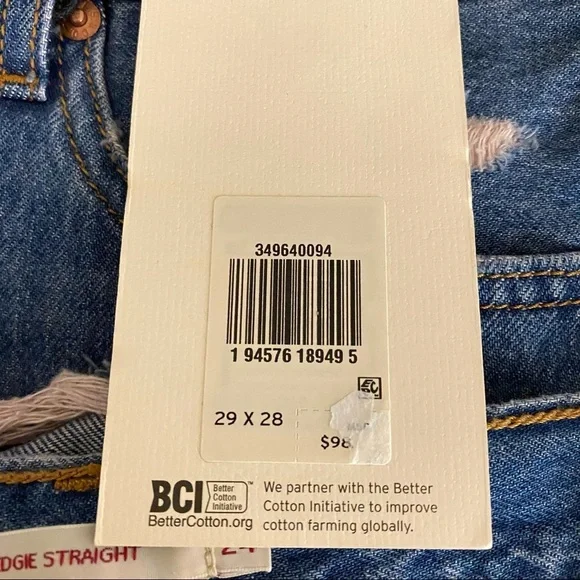 349640094
1 94576 18949 5
29 X 28
$98
BCI Better Cotton Initiative ™
BetterCotton.org
We partner with the Better
Cotton Initiative to improve
cotton farming globally.
DGIE STRAIGHT